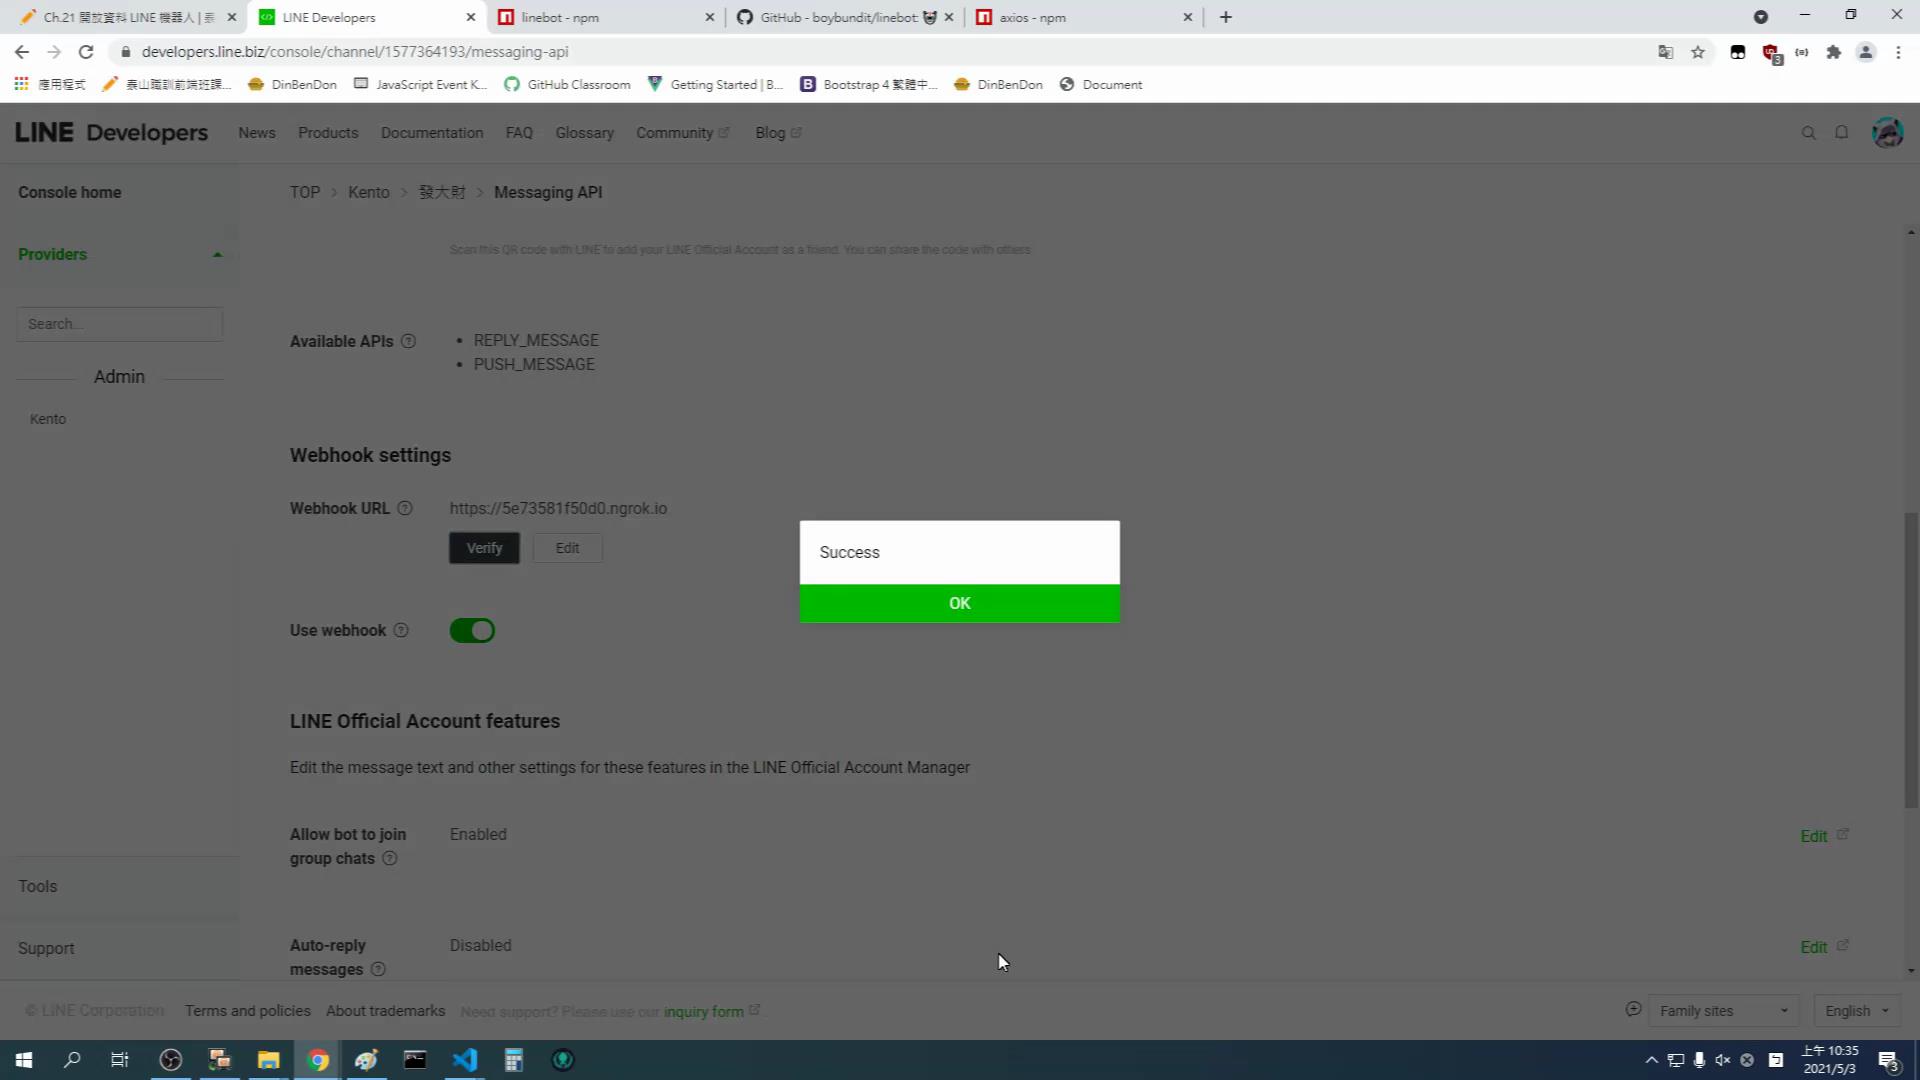 Ch.21 開放資料 LINE 機器人 | 泰
LINE Developers
linebot - npm
GitHub - boybundit/linebot:
axios - npm
developers.line.biz/console/channel/1577364193/messaging-api
3
應用程式
泰山職訓前端班課...
DinBenDon
JavaScript Event K...
GitHub Classroom
Getting Started | B...
Bootstrap 4 繁體中...
DinBenDon
Document
LINE Developers
News
Products
Documentation
FAQ
Glossary
Community
Blog
Console home
TOP > Kento > 發大財 > Messaging API
Providers
Scan this QR code with LINE to add your LINE Official Account as a friend. You can share the code with others.
Search...
Available APIs
• REPLY_MESSAGE
• PUSH_MESSAGE
Admin
Kento
Webhook settings
Webhook URL
https://5e73581f50d0.ngrok.io
Verify
Edit
Success
OK
Use webhook
LINE Official Account features
Edit the message text and other settings for these features in the LINE Official Account Manager
Allow bot to join
group chats
Enabled
Edit
Tools
Support
Auto-reply
messages
Disabled
Edit
© LINE Corporation
Terms and policies
About trademarks
Need support? Please use our inquiry form
Family sites
English
上午 10:35
2021/5/3
3